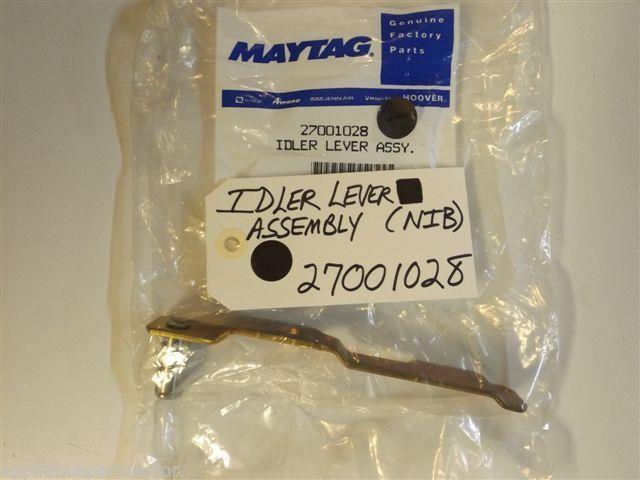 MAYTAG.
Genuine
Factory
Parts
Amana
JENN-AIR
HOOVER
27001028
IDLER LEVER ASSY.
IDLER LEVER
ASSEMBLY (NIB)
27001028